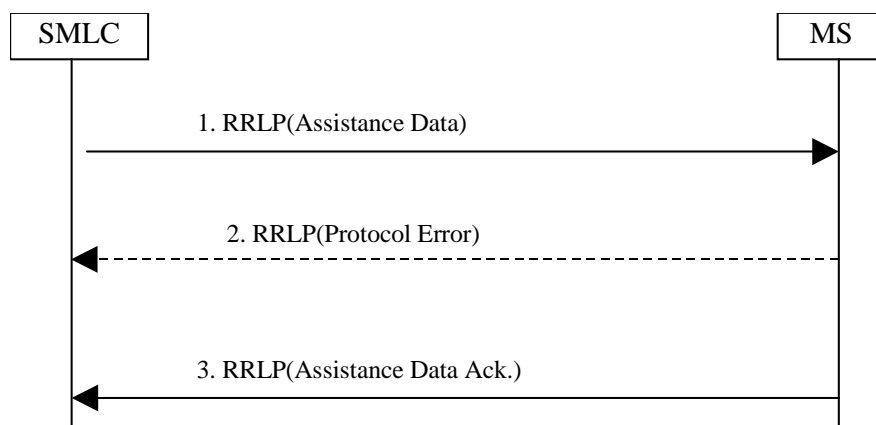 SMLC
MS
1. RRLP(Assistance Data)
2. RRLP(Protocol Error)
3. RRLP(Assistance Data Ack.)